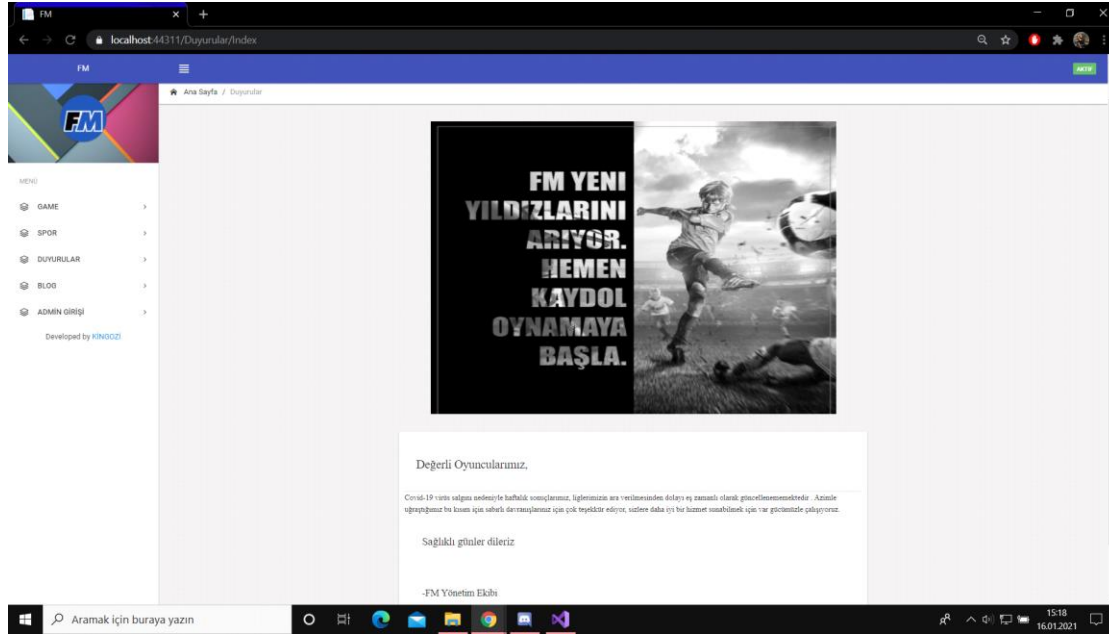 FM
localhost:44311/Duyurular/Index
FM
AKTİF
Ana Sayfa / Duyurular
FM
MENÜ
GAME
SPOR
DUYURULAR
BLOG
ADMİN GİRİŞİ
Developed by
FM YENİ
YILDIZLARINI
ARIYOR.
HEMEN
KAYDOL
OYNAMAYA
BAŞLA.
Değerli Oyuncularımız,
Covid-19 virüs salgını nedeniyle haftalık sonuçlarımız, liglerimizin ara verilmesinden dolayı eş zamanlı olarak güncellenememektedir . Azimle
uğraştığımız bu kısım için sabırlı davranışlarınız için çok teşekkür ediyor, sizlere daha iyi bir hizmet sunabilmek için var gücümüzle çalışıyoruz.
Sağlıklı günler dileriz
-FM Yönetim Ekibi
Aramak için buraya yazın
15:18
16.01.2021